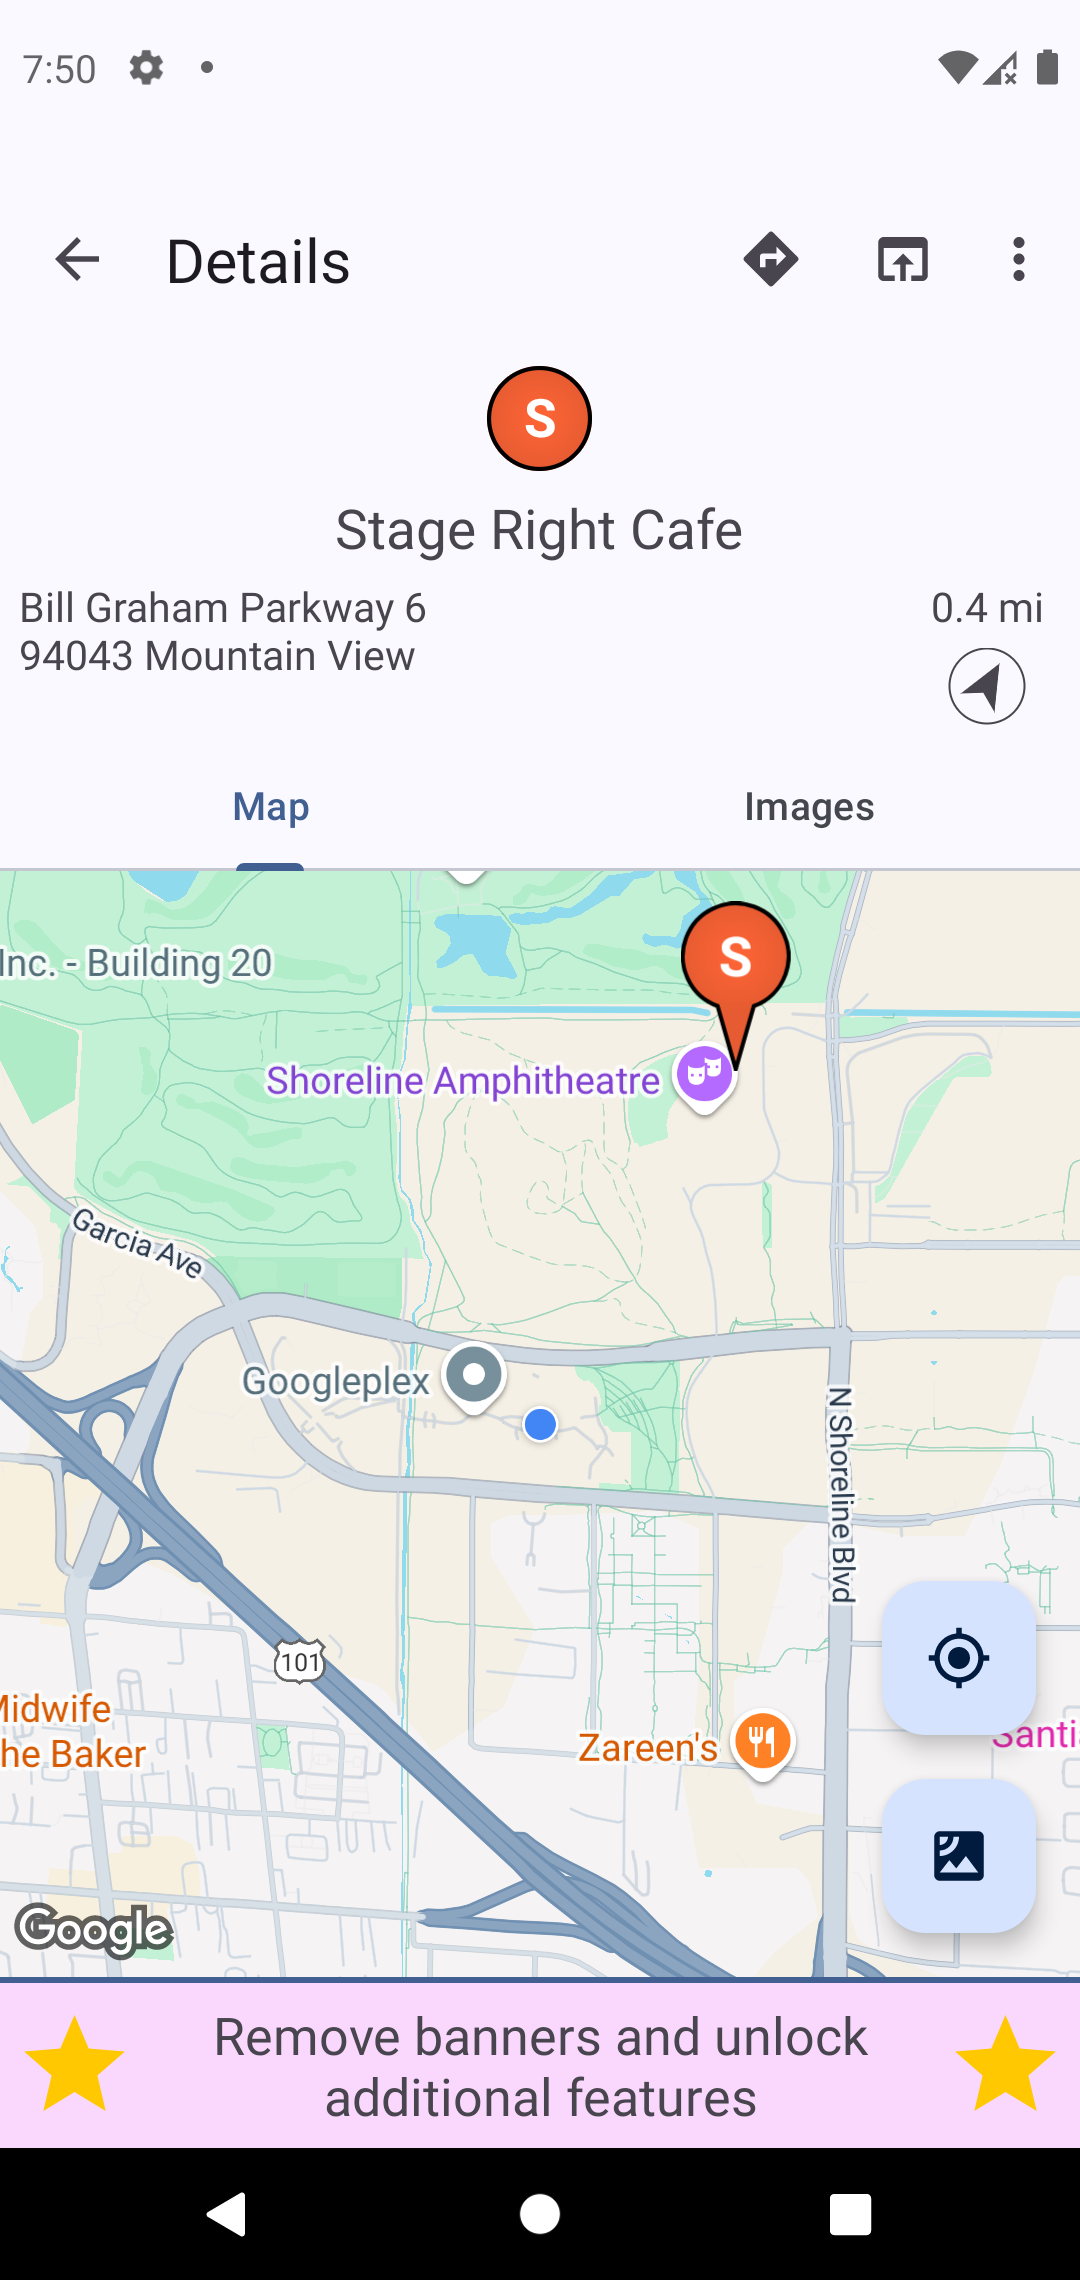 7:50
Details
S
Stage Right Cafe
Bill Graham Parkway 6
94043 Mountain View
0.4 mi
Map
Images
Inc. - Building 20
S
Shoreline Amphitheatre
Garcia Ave
Googleplex
N Shoreline Blvd
101
Midwife
he Baker
Zareen's
Santi
Google
Remove banners and unlock
additional features